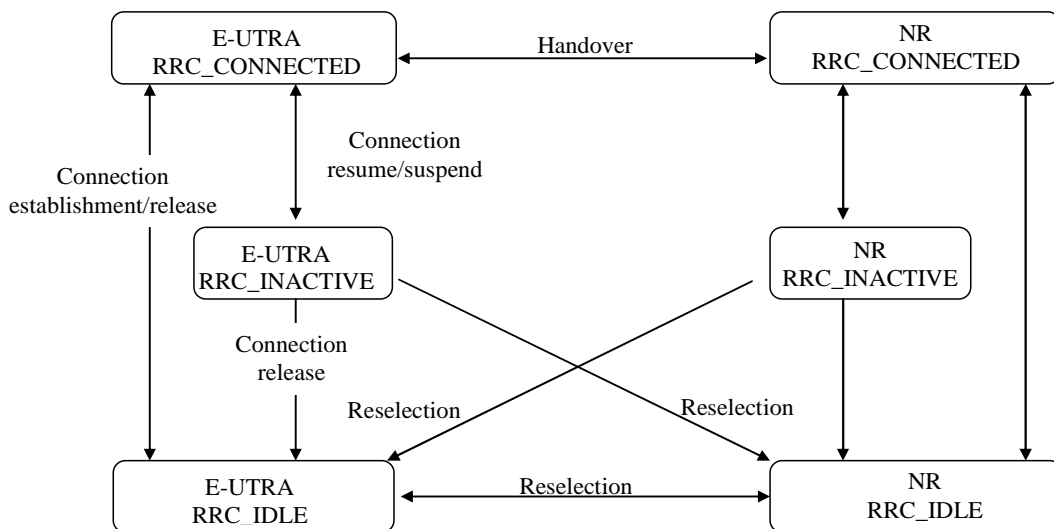 E-UTRA
RRC_CONNECTED
Handover
NR
RRC_CONNECTED
Connection
resume/suspend
Connection
establishment/release
E-UTRA
RRC_INACTIVE
NR
RRC_INACTIVE
Connection
release
Reselection
Reselection
E-UTRA
RRC_IDLE
Reselection
NR
RRC_IDLE